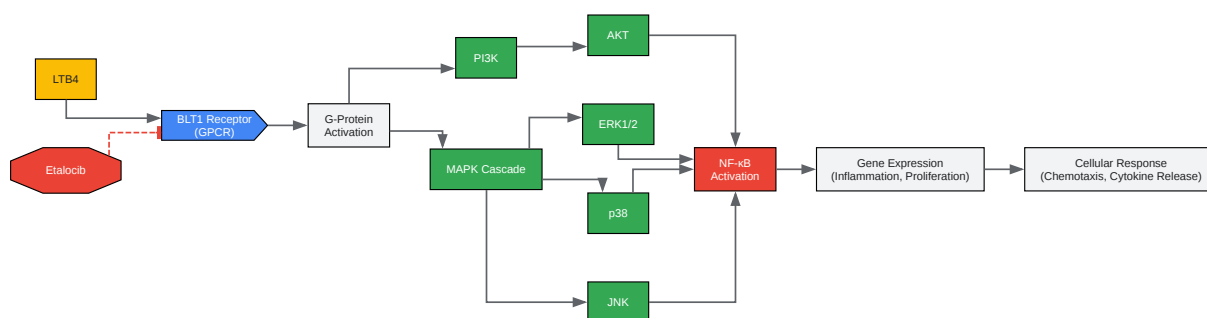 LTB4
Etalocib
BLT1 Receptor
(GPCR)
G-Protein
Activation
PI3K
AKT
MAPK Cascade
ERK1/2
p38
JNK
NF-κB
Activation
Gene Expression
(Inflammation, Proliferation)
Cellular Response
(Chemotaxis, Cytokine Release)